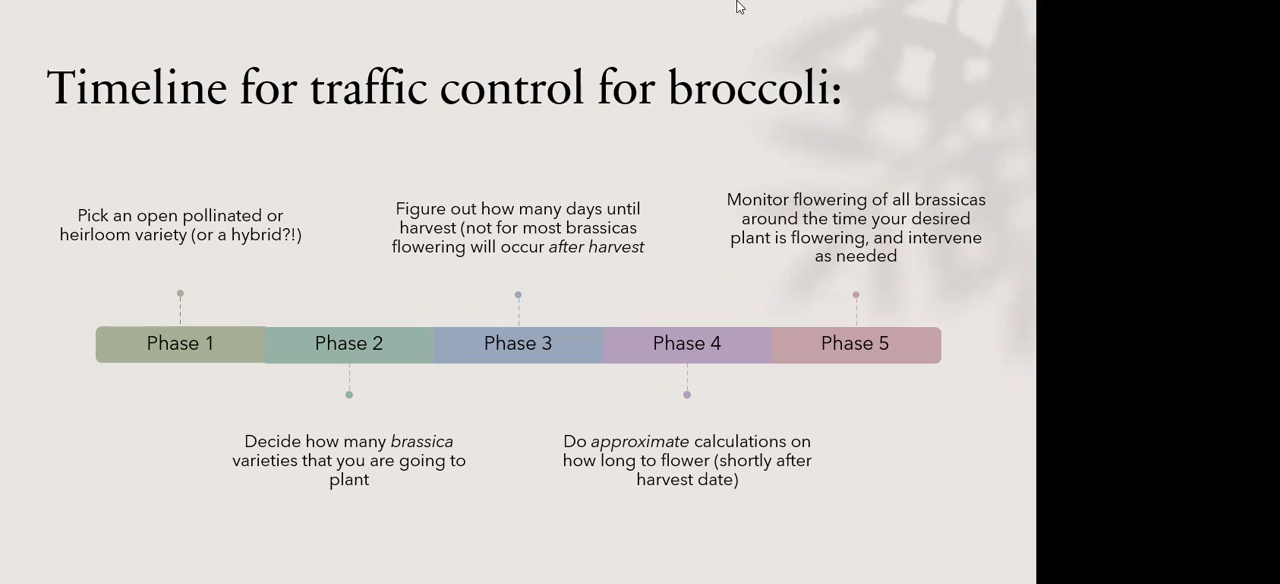 Timeline for traffic control for broccoli:
Pick an open pollinated or
heirloom variety (or a hybrid?!)
Figure out how many days until
harvest (not for most brassicas
flowering will occur after harvest
Monitor flowering of all brassicas
around the time your desired
plant is flowering, and intervene
as needed
Phase 1
Phase 2
Phase 3
Phase 4
Phase 5
Decide how many brassica
varieties that you are going to
plant
Do approximate calculations on
how long to flower (shortly after
harvest date)